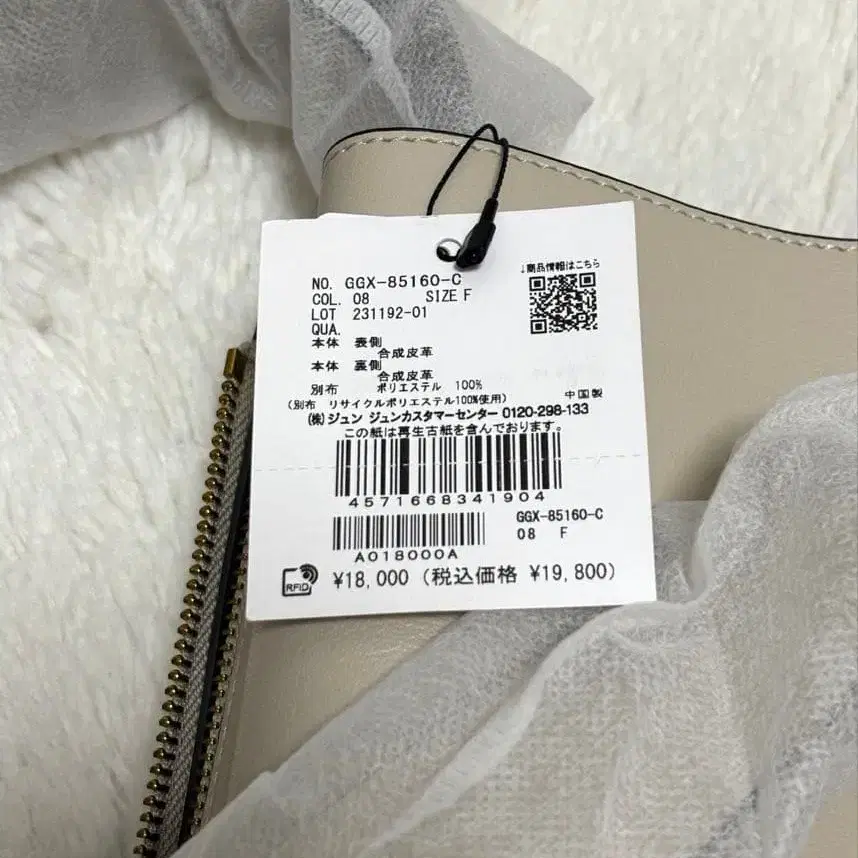 ↓商品情報はこちら
NO. GGX-85160-C
COL. 08 SIZE F
LOT 231192-01
QUA.
本体 表側
合成皮革
本体 裏側
合成皮革
別布 ポリエステル 100%
(別布 リサイクルポリエステル100%使用) 中国製
(株)ジュン ジュンカスタマーセンター 0120-298-133
この紙は再生古紙を含んでおります。
4571668341904
GGX-85160-C
08 F
A018000A
RFID
¥18,000 (税込価格 ¥19,800)